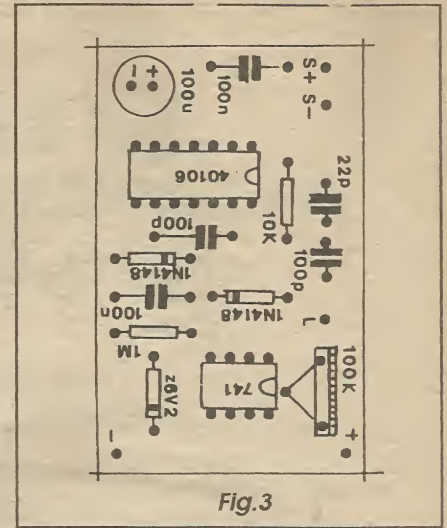 - +
100u
100n
S+ S-
40106
22p
10K
100p
100p
1N4148
1N4148
100n
L
1M
100K
741
z6V2
- +
Fig.3